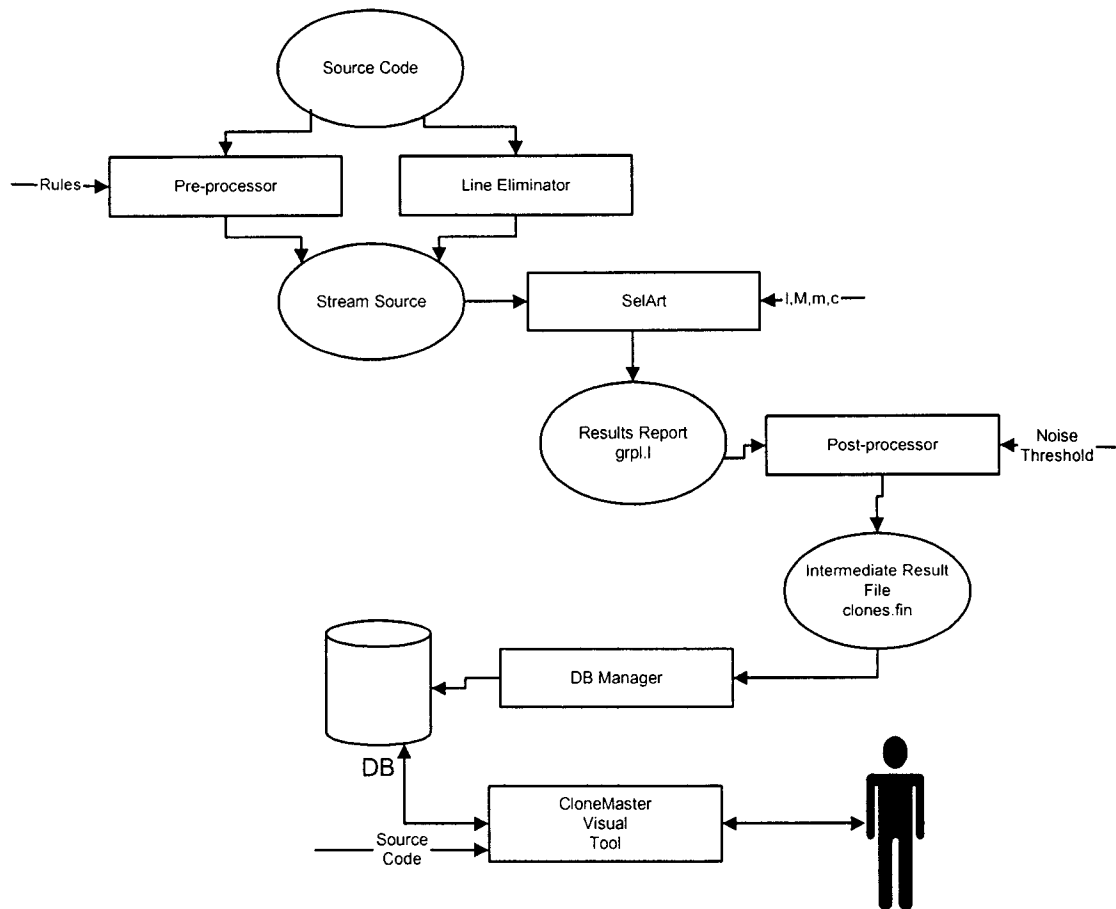 Source Code
Rules
Pre-processor
Line Eliminator
Stream Source
SelArt
l,M,m,c
Results Report
grpl.l
Post-processor
Noise
Threshold
Intermediate Result
File
clones.fin
DB Manager
DB
CloneMaster
Visual
Tool
Source
Code